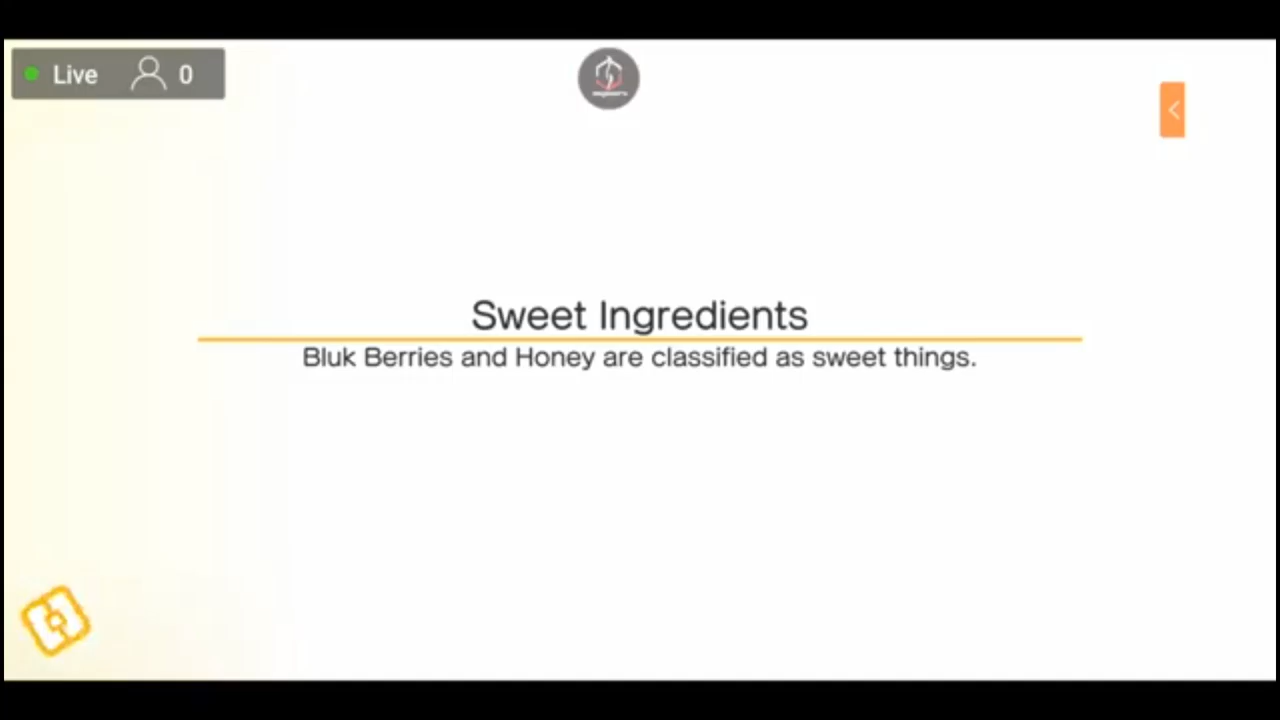 Live 0
Sweet Ingredients
Bluk Berries and Honey are classified as sweet things.